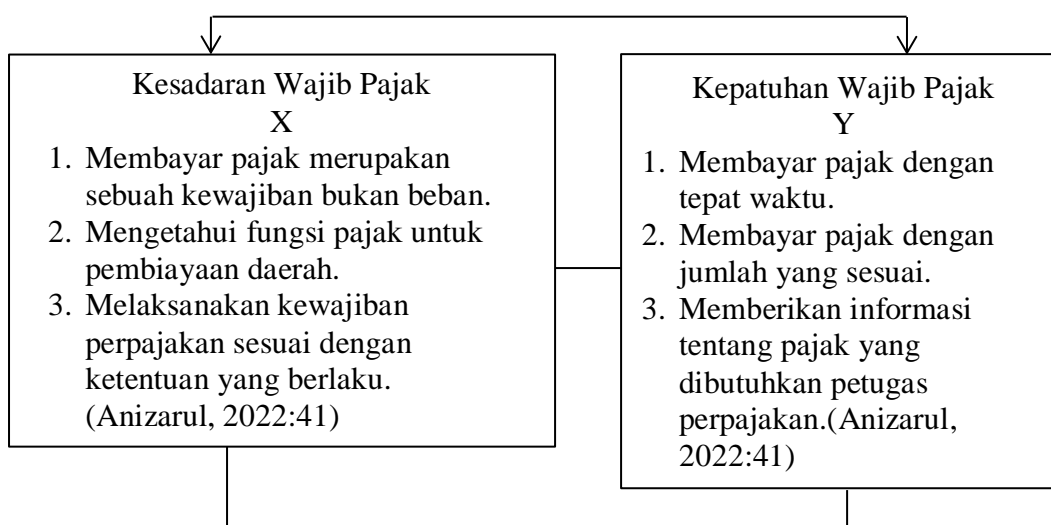 Kesadaran Wajib Pajak
X
1. Membayar pajak merupakan
sebuah kewajiban bukan beban.
2. Mengetahui fungsi pajak untuk
pembiayaan daerah.
3. Melaksanakan kewajiban
perpajakan sesuai dengan
ketentuan yang berlaku.
(Anizarul, 2022:41)
Kepatuhan Wajib Pajak
Y
1. Membayar pajak dengan
tepat waktu.
2. Membayar pajak dengan
jumlah yang sesuai.
3. Memberikan informasi
tentang pajak yang
dibutuhkan petugas
perpajakan.(Anizarul,
2022:41)